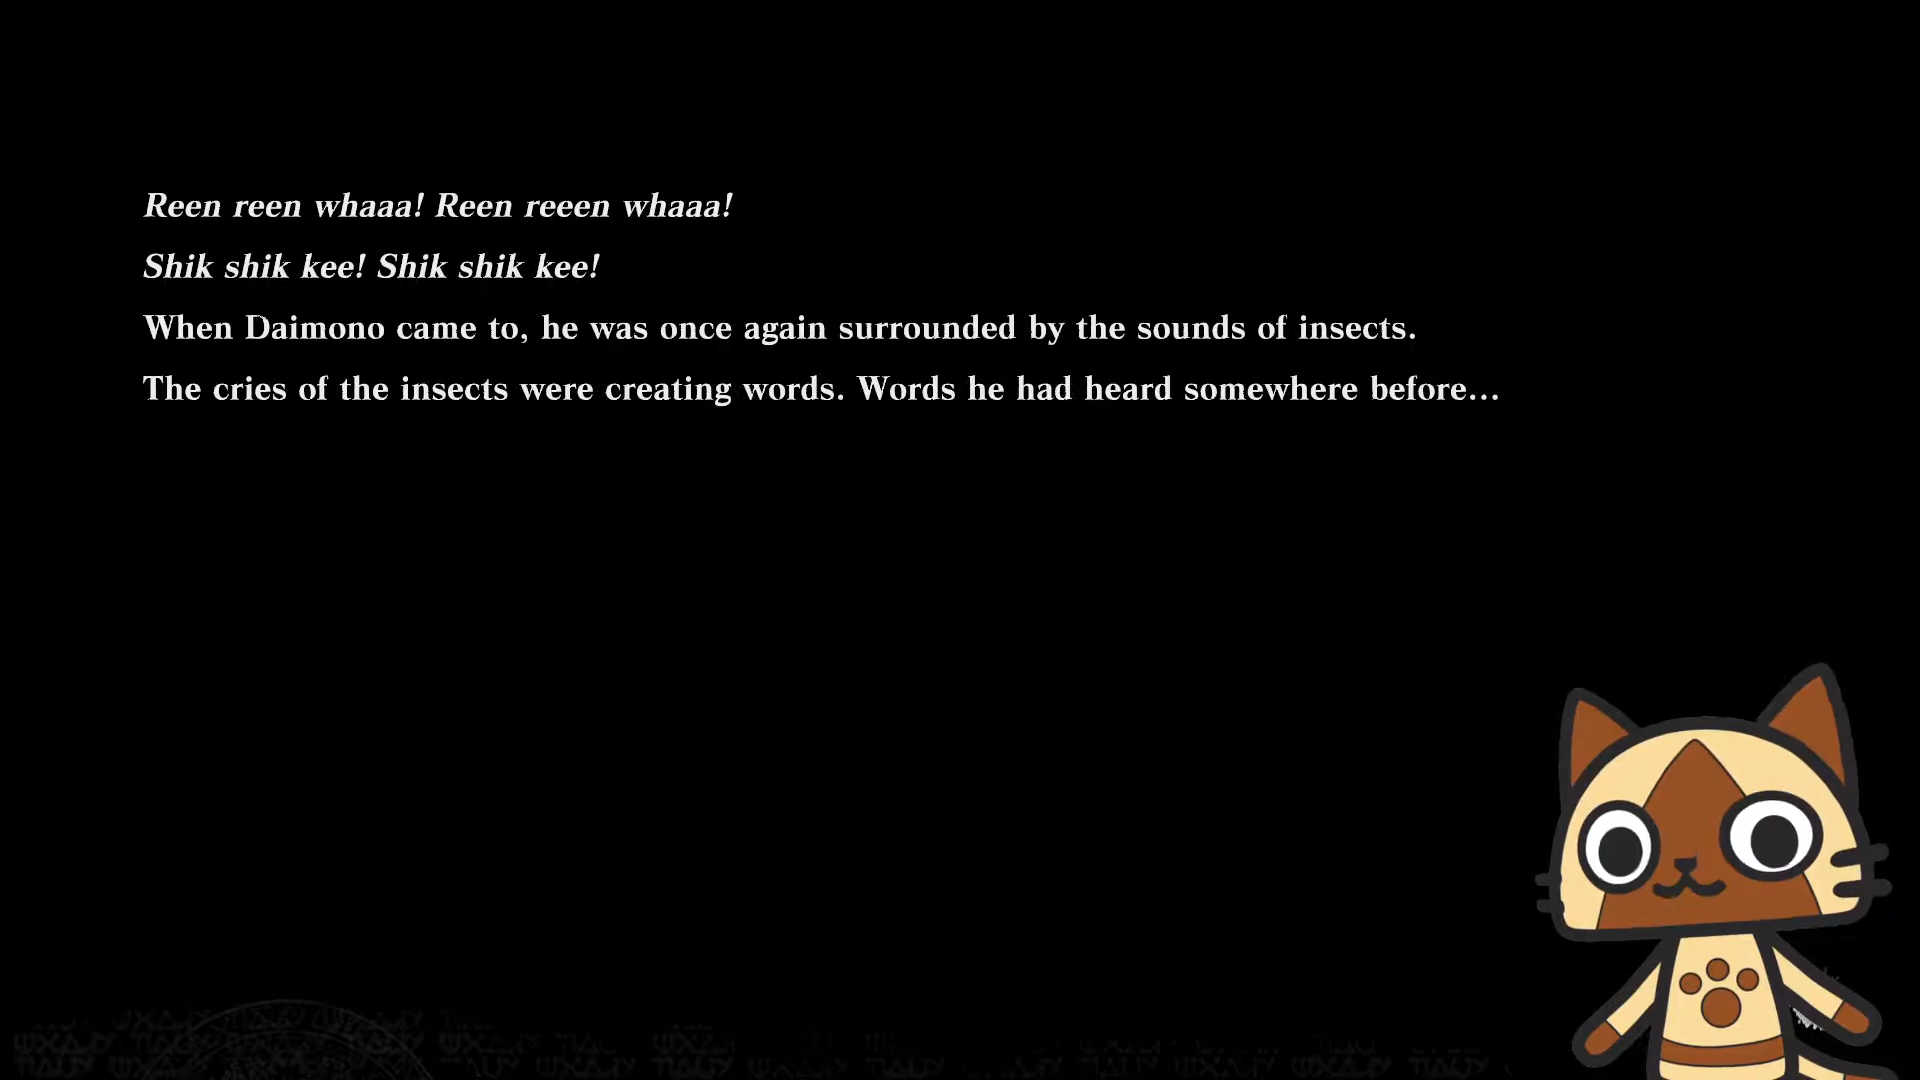 Reen reen whaaa! Reen reeen whaaa!
Shik shik kee! Shik shik kee!
When Daimono came to, he was once again surrounded by the sounds of insects.
The cries of the insects were creating words. Words he had heard somewhere before…